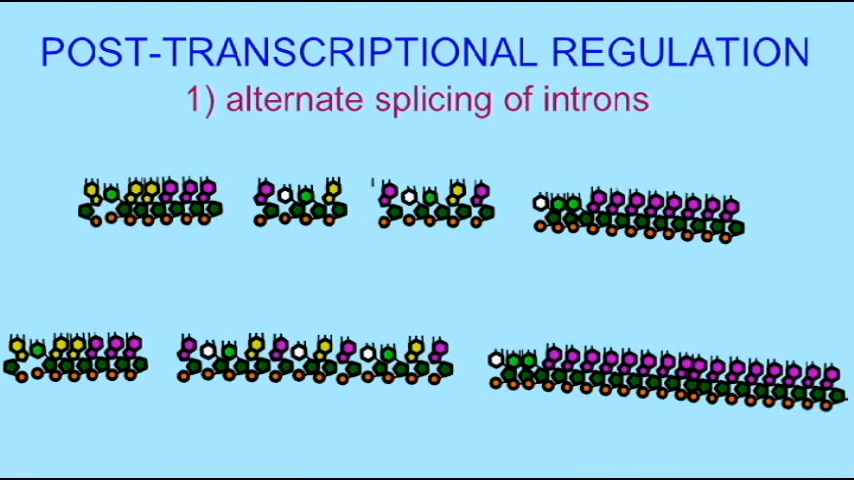 POST-TRANSCRIPTIONAL REGULATION
1) alternate splicing of introns